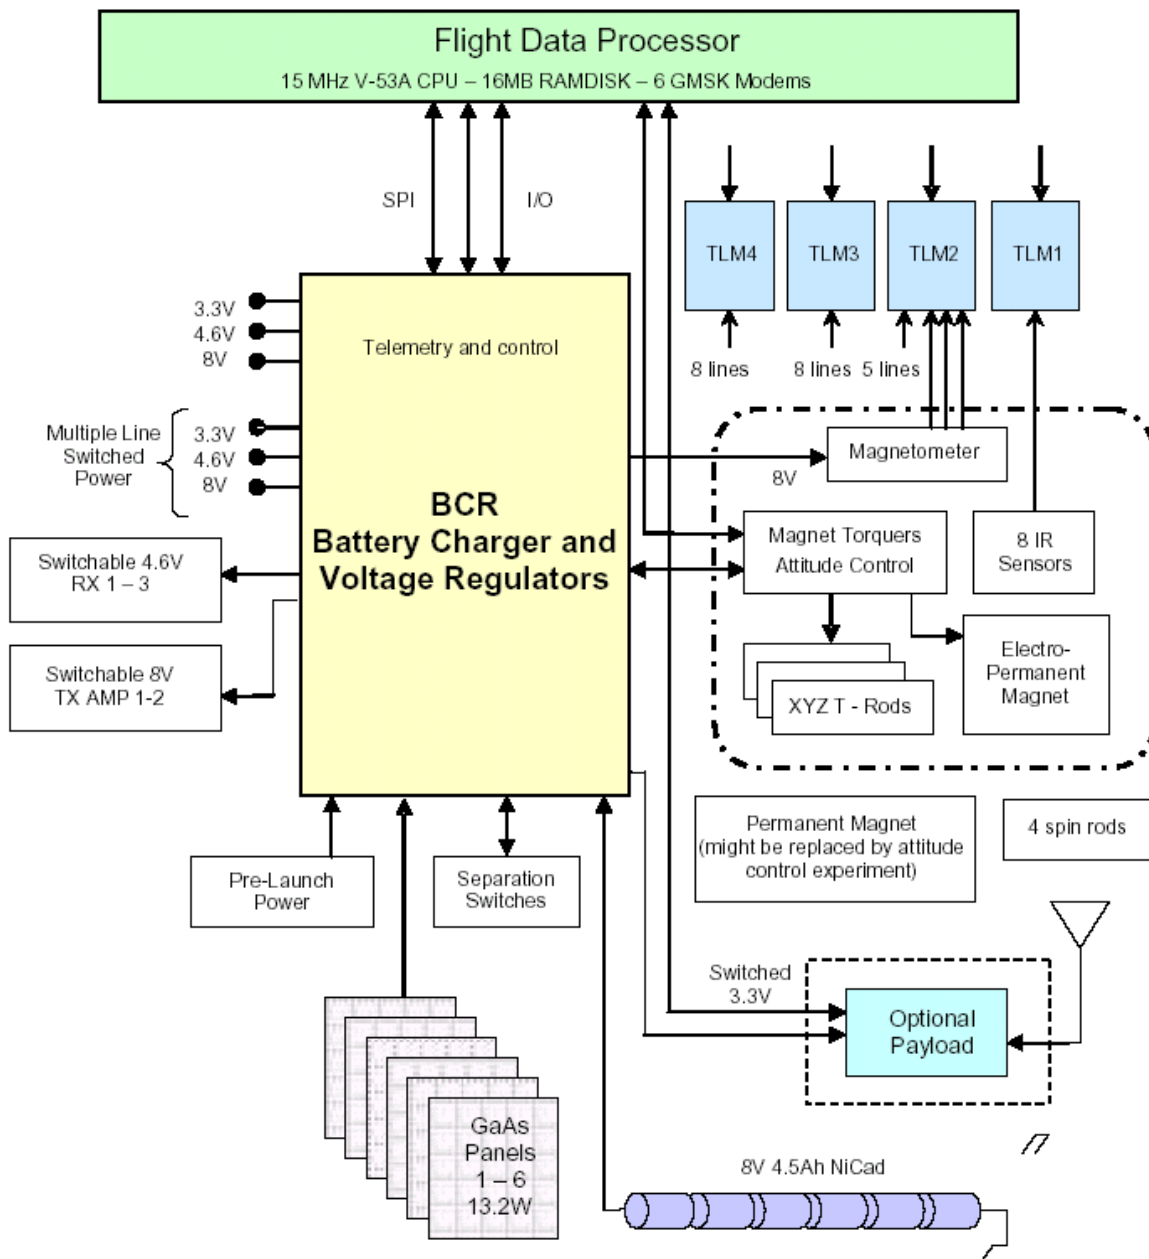 Flight Data Processor
15 MHz V-53A CPU – 16MB RAMDISK – 6 GMSK Modems
SPI
I/O
TLM4
TLM3
TLM2
TLM1
8 lines
8 lines
5 lines
3.3V
4.6V
8V
Telemetry and control
Multiple Line
Switched
Power
3.3V
4.6V
8V
BCR
Battery Charger and
Voltage Regulators
8V
Magnetometer
Magnet Torquers
Attitude Control
8 IR
Sensors
Switchable 4.6V
RX 1 – 3
Switchable 8V
TX AMP 1-2
XYZ T - Rods
Electro-
Permanent
Magnet
Permanent Magnet
(might be replaced by attitude
control experiment)
4 spin rods
Pre-Launch
Power
Separation
Switches
Switched
3.3V
Optional
Payload
GaAs
Panels
1 – 6
13.2W
8V 4.5Ah NiCad